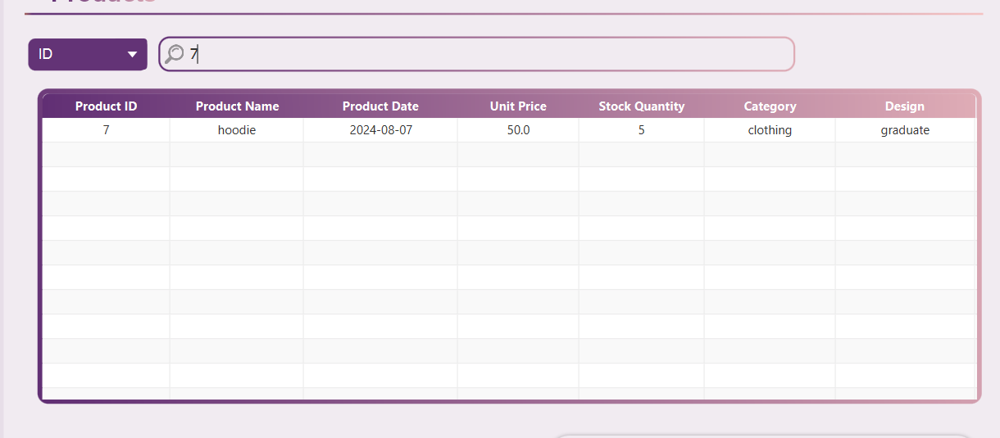 Products
ID
7
Product ID Product Name Product Date Unit Price Stock Quantity Category Design
7 hoodie 2024-08-07 50.0 5 clothing graduate